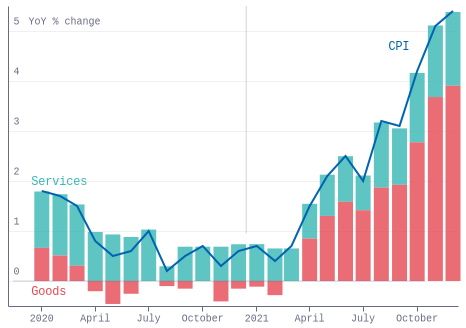 5 YoY % change
CPI
4
3
2
Services
1
0
Goods
2020 April July October 2021 April July October